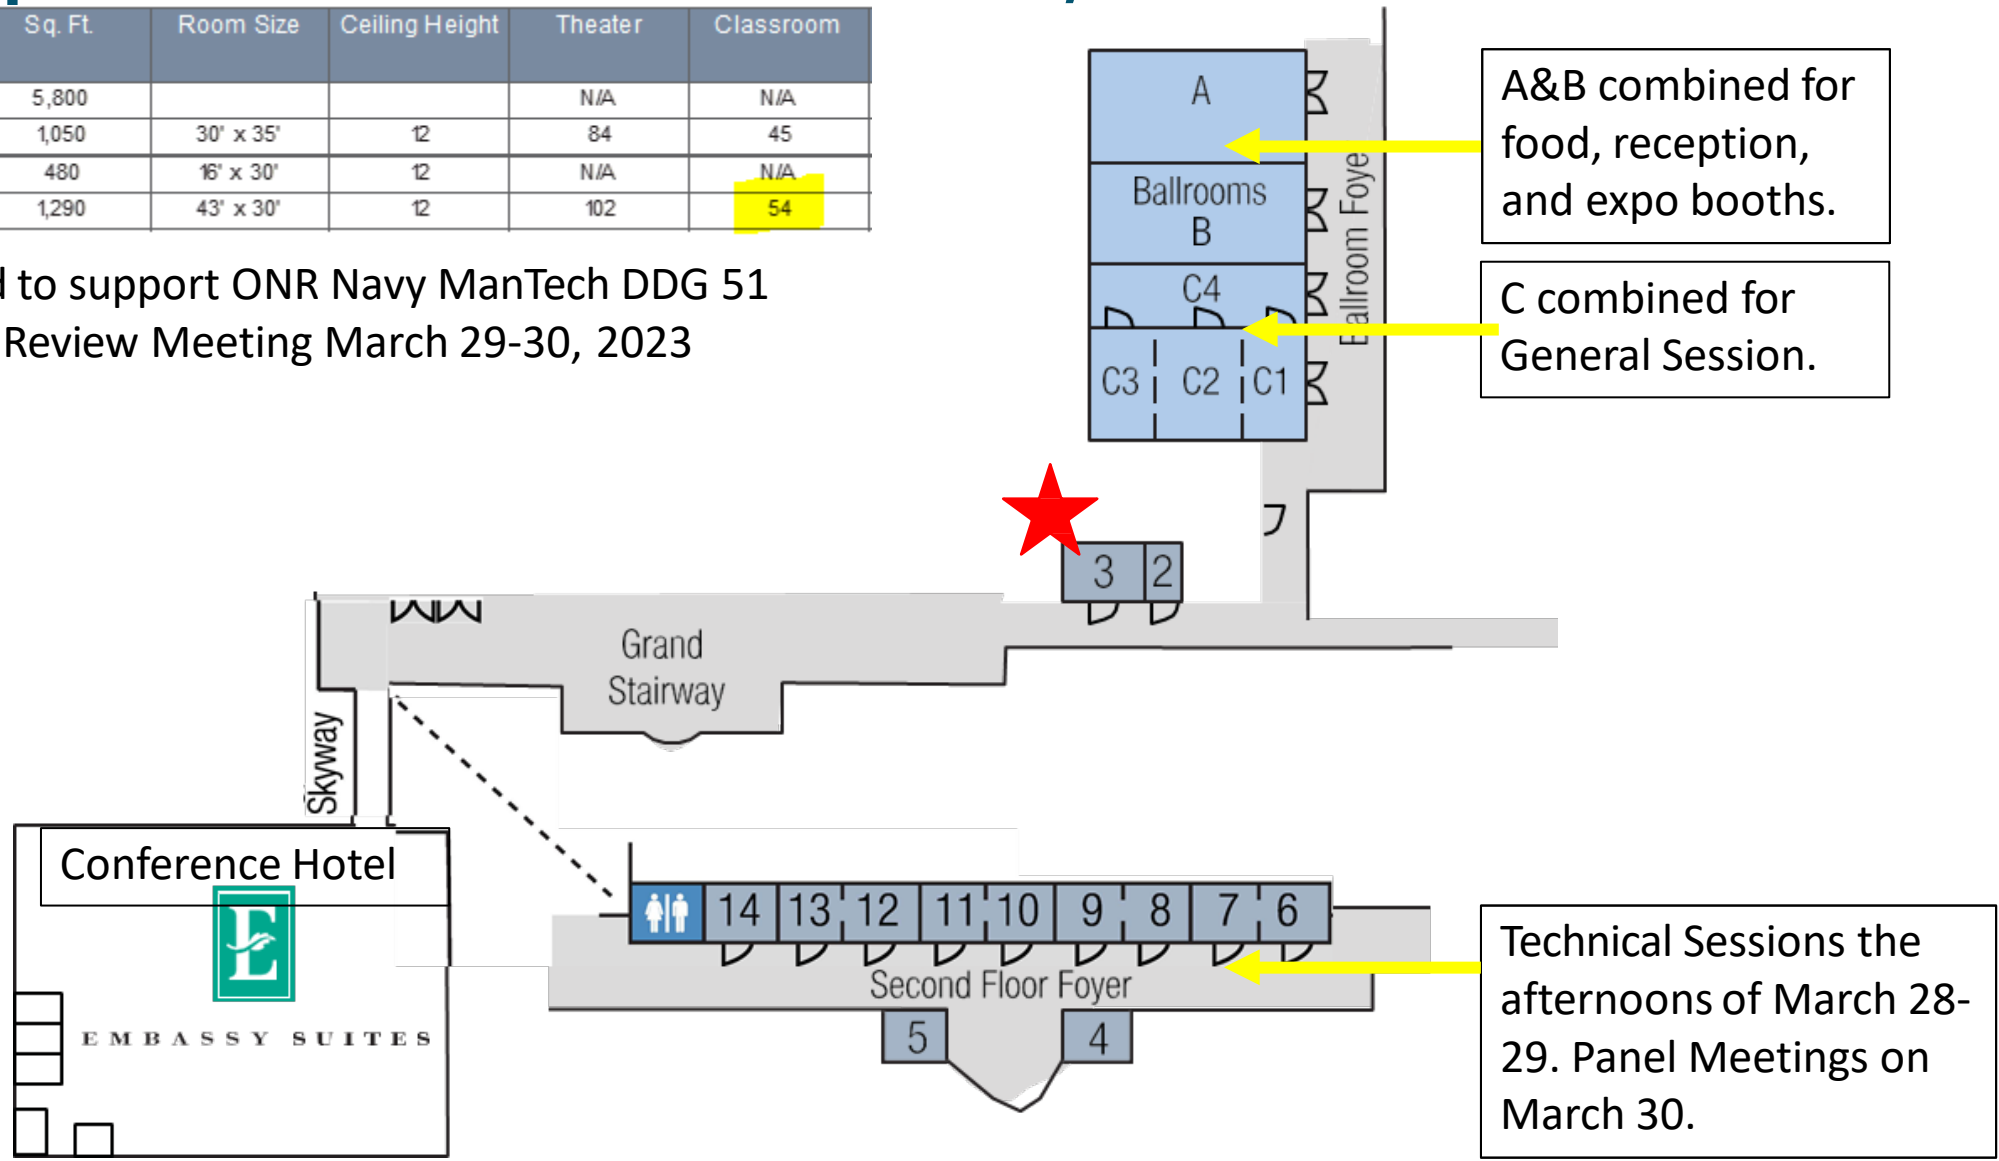 Sq. Ft. Room Size Ceiling Height Theater Classroom
5,800 N/A N/A
1,050 30' x 35' 12 84 45
480 16' x 30' 12 N/A N/A
1,290 43' x 30' 12 102 54
to support ONR Navy ManTech DDG 51
Review Meeting March 29-30, 2023
A
Ballrooms
B
C4
C3 C2 C1
Ballroom Foyer
A&B combined for
food, reception,
and expo booths.
C combined for
General Session.
3 2
Grand
Stairway
Skyway
Conference Hotel
E
EMBASSY SUITES
14 13 12 11 10 9 8 7 6
Second Floor Foyer
5 4
Technical Sessions the
afternoons of March 28-
29. Panel Meetings on
March 30.